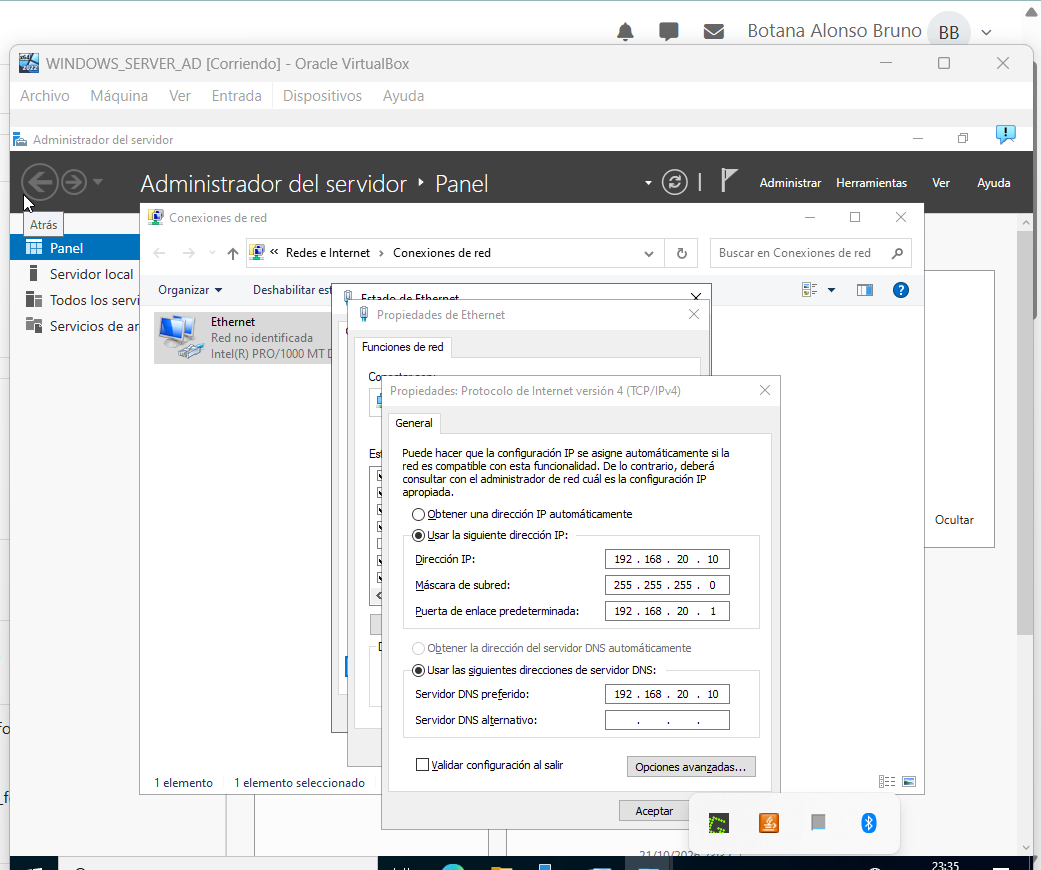 Botana Alonso Bruno
BB
WINDOWS_SERVER_AD [Corriendo] - Oracle VirtualBox
Archivo Máquina Ver Entrada Dispositivos Ayuda
Administrador del servidor
Administrador del servidor Panel
Administrar Herramientas Ver Ayuda
Atrás
Panel
Servidor local
Todos los servi
Servicios de ar
Conexiones de red
« Redes e Internet › Conexiones de red
Buscar en Conexiones de red
Organizar
Deshabilitar est
Ethernet
Red no identificada
Intel(R) PRO/1000 MT D
Estado de Ethernet
Propiedades de Ethernet
Funciones de red
Propiedades: Protocolo de Internet versión 4 (TCP/IPv4)
General
Puede hacer que la configuración IP se asigne automáticamente si la
red es compatible con esta funcionalidad. De lo contrario, deberá
consultar con el administrador de red cuál es la configuración IP
apropiada.
Obtener una dirección IP automáticamente
Usar la siguiente dirección IP:
Dirección IP: 192 . 168 . 20 . 10
Máscara de subred: 255 . 255 . 255 . 0
Puerta de enlace predeterminada: 192 . 168 . 20 . 1
Obtener la dirección del servidor DNS automáticamente
Usar las siguientes direcciones de servidor DNS:
Servidor DNS preferido: 192 . 168 . 20 . 10
Servidor DNS alternativo: . . .
Validar configuración al salir
Opciones avanzadas...
Aceptar
Ocultar
1 elemento 1 elemento seleccionado
23:35